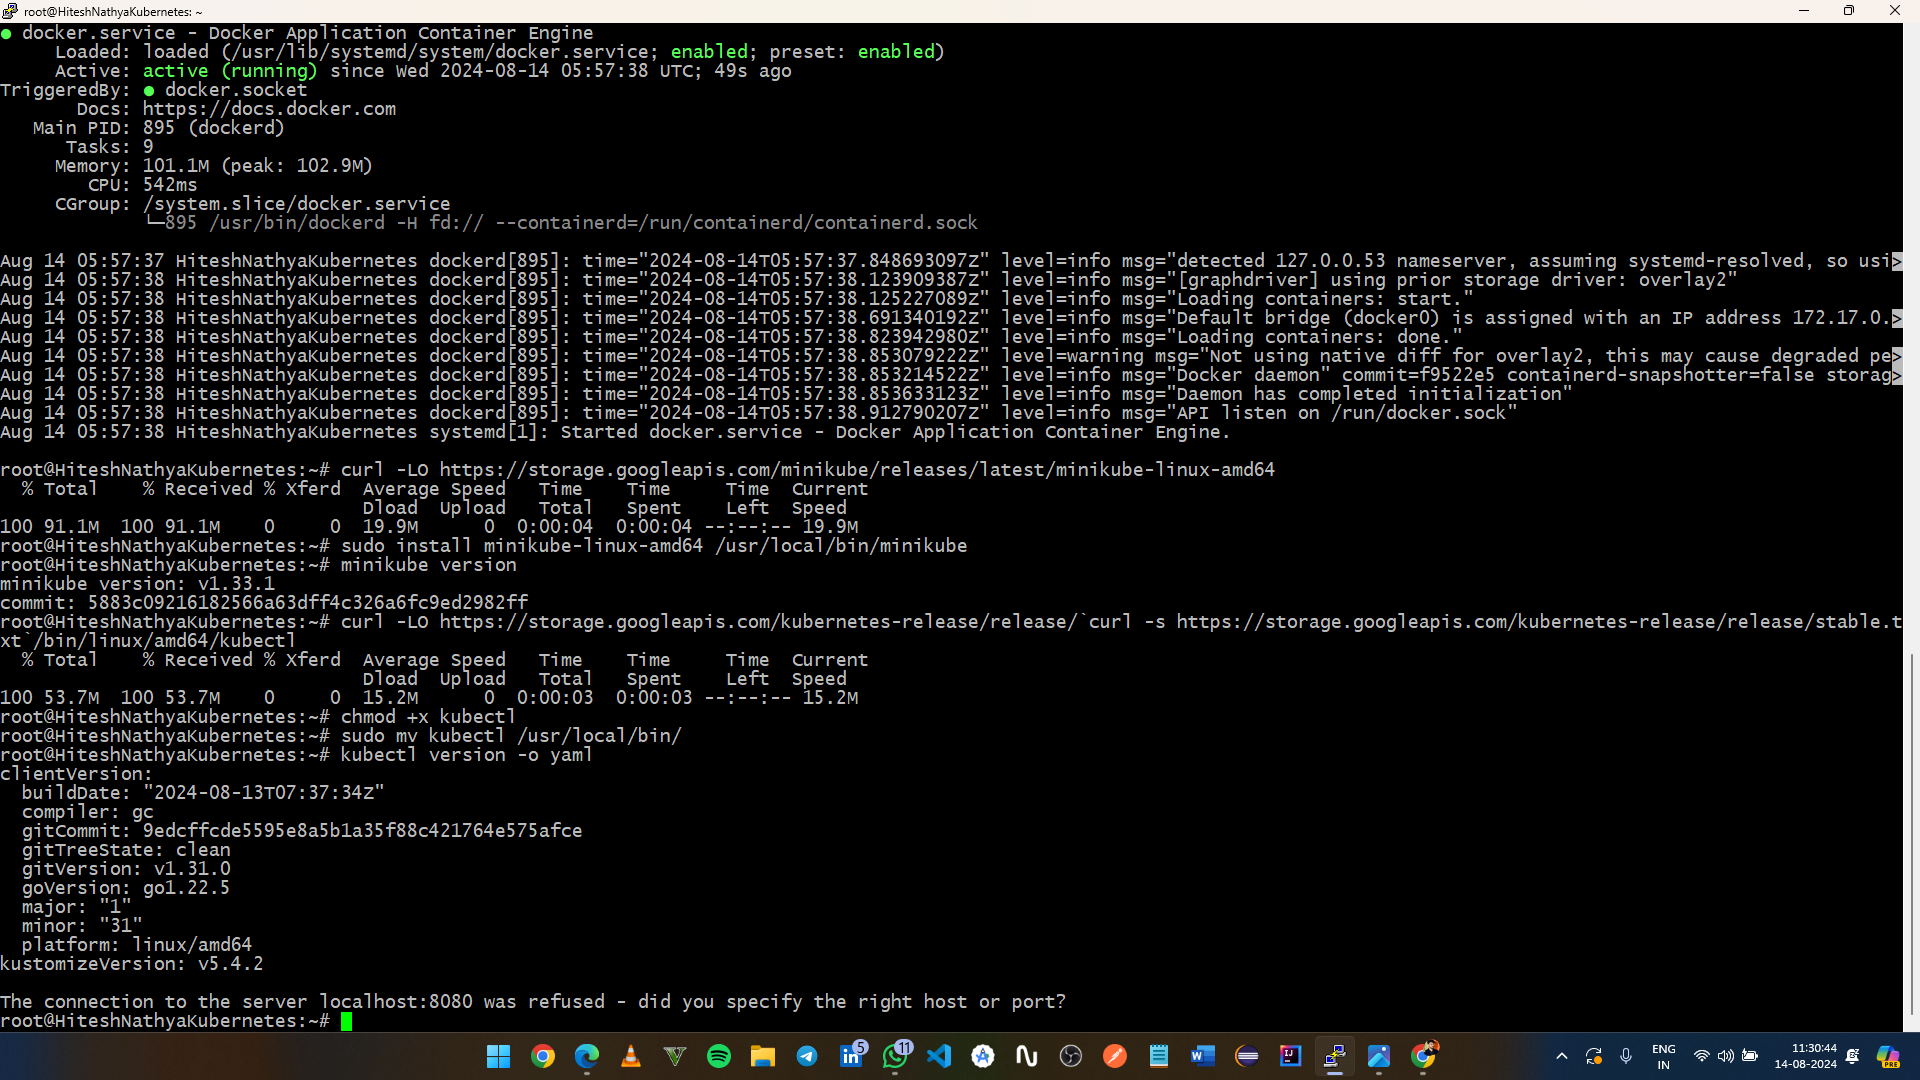 root@HiteshNathyaKubernetes: ~
● docker.service - Docker Application Container Engine
Loaded: loaded (/usr/lib/systemd/system/docker.service; enabled; preset: enabled)
Active: active (running) since Wed 2024-08-14 05:57:38 UTC; 49s ago
TriggeredBy: ● docker.socket
Docs: https://docs.docker.com
Main PID: 895 (dockerd)
Tasks: 9
Memory: 101.1M (peak: 102.9M)
CPU: 542ms
CGroup: /system.slice/docker.service
└─895 /usr/bin/dockerd -H fd:// --containerd=/run/containerd/containerd.sock
Aug 14 05:57:37 HiteshNathyaKubernetes dockerd[895]: time="2024-08-14T05:57:37.848693097Z" level=info msg="detected 127.0.0.53 nameserver, assuming systemd-resolved, so usi>
Aug 14 05:57:38 HiteshNathyaKubernetes dockerd[895]: time="2024-08-14T05:57:38.123909387Z" level=info msg="[graphdriver] using prior storage driver: overlay2"
Aug 14 05:57:38 HiteshNathyaKubernetes dockerd[895]: time="2024-08-14T05:57:38.125227089Z" level=info msg="Loading containers: start."
Aug 14 05:57:38 HiteshNathyaKubernetes dockerd[895]: time="2024-08-14T05:57:38.691340192Z" level=info msg="Default bridge (docker0) is assigned with an IP address 172.17.0.>
Aug 14 05:57:38 HiteshNathyaKubernetes dockerd[895]: time="2024-08-14T05:57:38.823942980Z" level=info msg="Loading containers: done."
Aug 14 05:57:38 HiteshNathyaKubernetes dockerd[895]: time="2024-08-14T05:57:38.853079222Z" level=warning msg="Not using native diff for overlay2, this may cause degraded pe>
Aug 14 05:57:38 HiteshNathyaKubernetes dockerd[895]: time="2024-08-14T05:57:38.853214522Z" level=info msg="Docker daemon" commit=f9522e5 containerd-snapshotter=false storag>
Aug 14 05:57:38 HiteshNathyaKubernetes dockerd[895]: time="2024-08-14T05:57:38.853633123Z" level=info msg="Daemon has completed initialization"
Aug 14 05:57:38 HiteshNathyaKubernetes dockerd[895]: time="2024-08-14T05:57:38.912790207Z" level=info msg="API listen on /run/docker.sock"
Aug 14 05:57:38 HiteshNathyaKubernetes systemd[1]: Started docker.service - Docker Application Container Engine.
root@HiteshNathyaKubernetes:~# curl -LO https://storage.googleapis.com/minikube/releases/latest/minikube-linux-amd64
% Total    % Received % Xferd  Average Speed   Time    Time     Time  Current
Dload  Upload   Total   Spent    Left  Speed
100 91.1M  100 91.1M    0     0  19.9M      0  0:00:04  0:00:04 --:--:-- 19.9M
root@HiteshNathyaKubernetes:~# sudo install minikube-linux-amd64 /usr/local/bin/minikube
root@HiteshNathyaKubernetes:~# minikube version
minikube version: v1.33.1
commit: 5883c09216182566a63dff4c326a6fc9ed2982ff
root@HiteshNathyaKubernetes:~# curl -LO https://storage.googleapis.com/kubernetes-release/release/`curl -s https://storage.googleapis.com/kubernetes-release/release/stable.t
xt`/bin/linux/amd64/kubectl
% Total    % Received % Xferd  Average Speed   Time    Time     Time  Current
Dload  Upload   Total   Spent    Left  Speed
100 53.7M  100 53.7M    0     0  15.2M      0  0:00:03  0:00:03 --:--:-- 15.2M
root@HiteshNathyaKubernetes:~# chmod +x kubectl
root@HiteshNathyaKubernetes:~# sudo mv kubectl /usr/local/bin/
root@HiteshNathyaKubernetes:~# kubectl version -o yaml
clientVersion:
buildDate: "2024-08-13T07:37:34Z"
compiler: gc
gitCommit: 9edcffcde5595e8a5b1a35f88c421764e575afce
gitTreeState: clean
gitVersion: v1.31.0
goVersion: go1.22.5
major: "1"
minor: "31"
platform: linux/amd64
kustomizeVersion: v5.4.2
The connection to the server localhost:8080 was refused - did you specify the right host or port?
root@HiteshNathyaKubernetes:~#
5
11
ENG
IN
11:30:44
14-08-2024